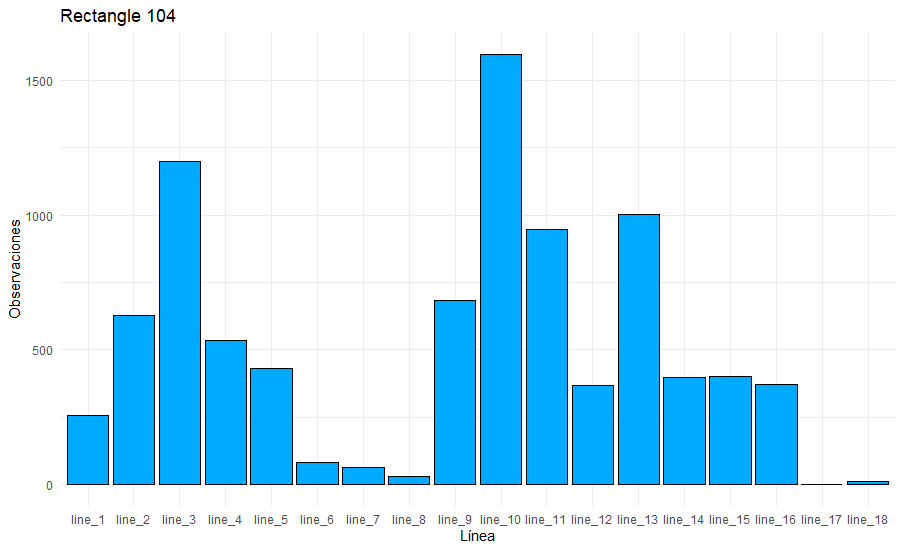 Rectangle 104
1500
1000
500
0
Observaciones
line_1 line_2 line_3 line_4 line_5 line_6 line_7 line_8 line_9 line_10 line_11 line_12 line_13 line_14 line_15 line_16 line_17 line_18
Línea